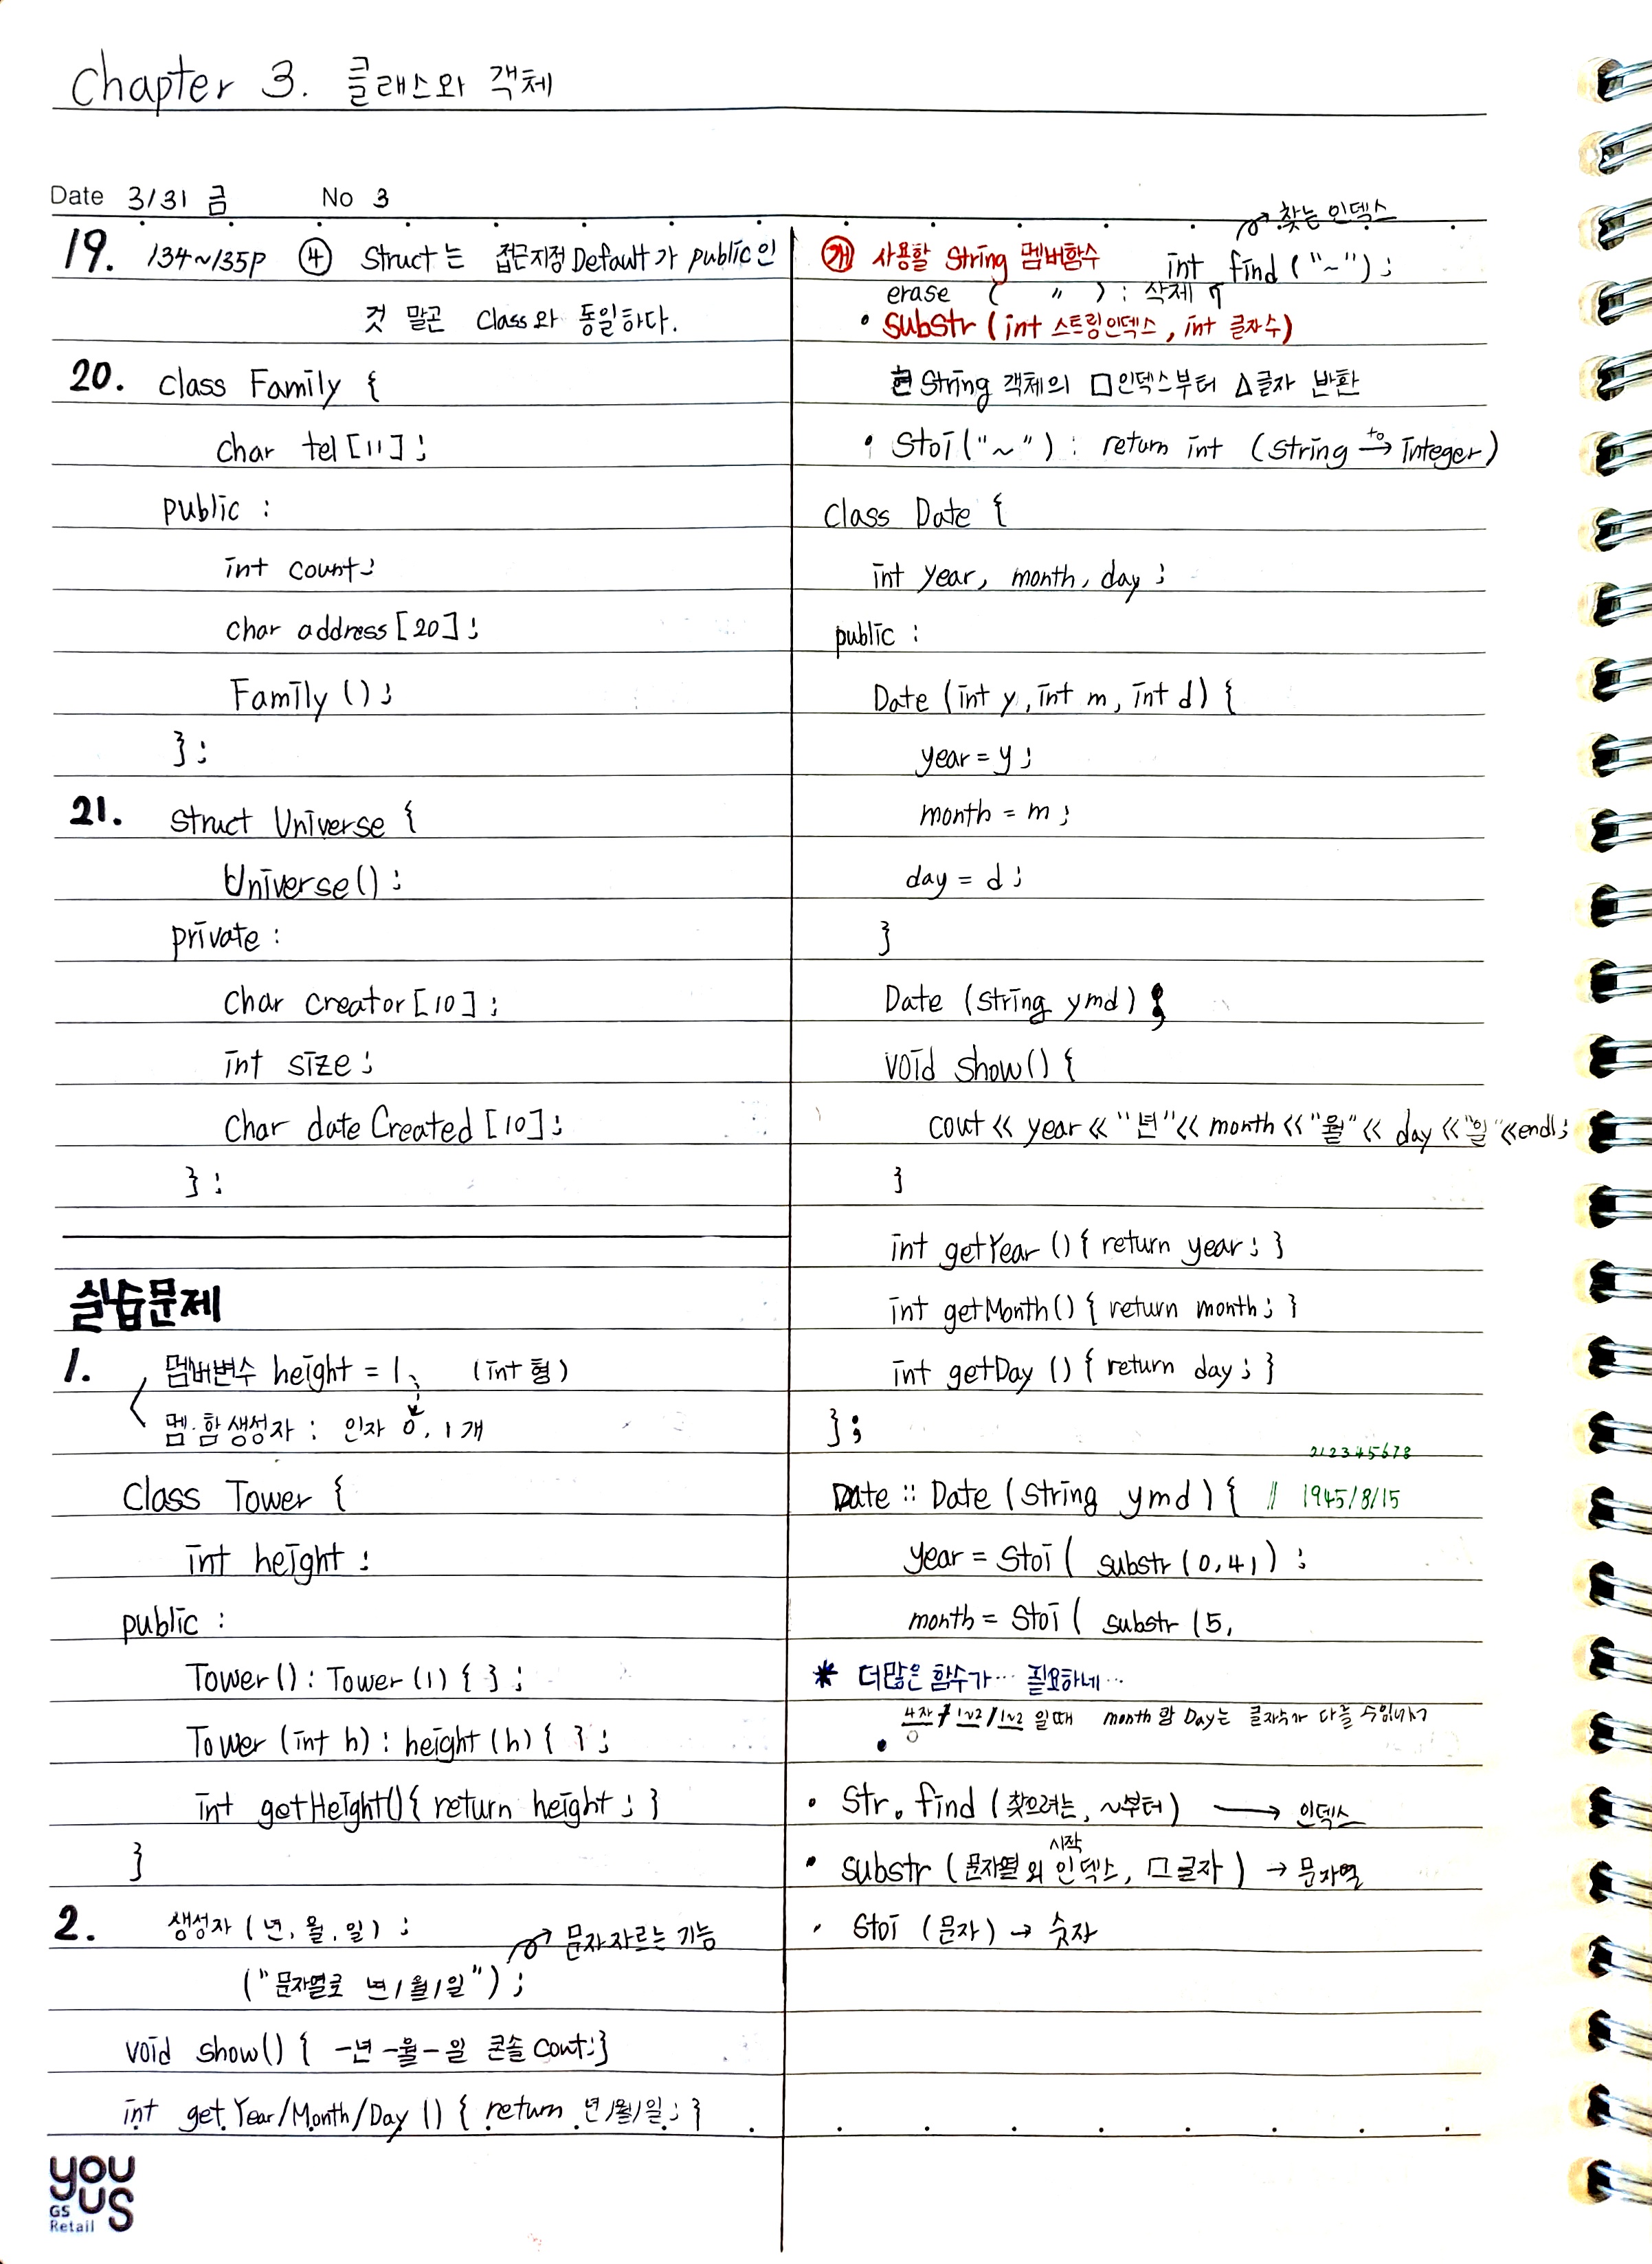 Chapter 3. 클래스와 객체
Date 3/31 금 No 3
19. 134~135P ④ Struct는 접근지정 Default가 public인
것 말곤 Class와 동일하다.
20. class Family {
char tel[11];
public :
int count;
char address[20];
Family();
};
21. struct Universe {
Universe();
private :
char creator[10];
int size;
char dateCreated[10];
};
실습문제
1. 멤버변수 height = 1, (int 형)
멤.함 생성자 : 인자 0, 1개
Class Tower {
int height;
public :
Tower() : Tower(1) { };
Tower(int h) : height(h) { };
int getHeight(){ return height; }
}
2. 생성자 (년, 월, 일);
문자 자르는 기능
("문자열로 년/월/일");
void show() { -년 -월 -일 콘솔 cout;}
int get Year/Month/Day () { return 년/월/일; }
찾는 인덱스
사용할 String 멤버함수 int find("~");
erase ( " ) : 삭제
• substr (int 스트링인덱스, int 글자수)
현 String 객체의 □인덱스부터 △글자 반환
• Stoi("~") : return int (string to→ integer)
class Date {
int year, month, day;
public :
Date (int y, int m, int d) {
year = y;
month = m;
day = d;
}
Date (string ymd);
void show() {
cout << year << "년" << month << "월" << day << "일" << endl;
}
int getYear () { return year; }
int getMonth() { return month; }
int getDay () { return day; }
};
12345678
Date :: Date (string ymd) { // 1945/8/15
year = Stoi( substr(0,4));
month = Stoi( substr(5,
* 더많은 함수가… 필요하네…
4자/1~2/1~2 일때 month 랑 Day는 글자수가 다를 수 있어서
0
• Str. find (찾으려는, ~부터) → 인덱스
시작
• substr (문자열의 인덱스, □글자) → 문자열
• Stoi (문자) → 숫자
you
US
GS
Retail